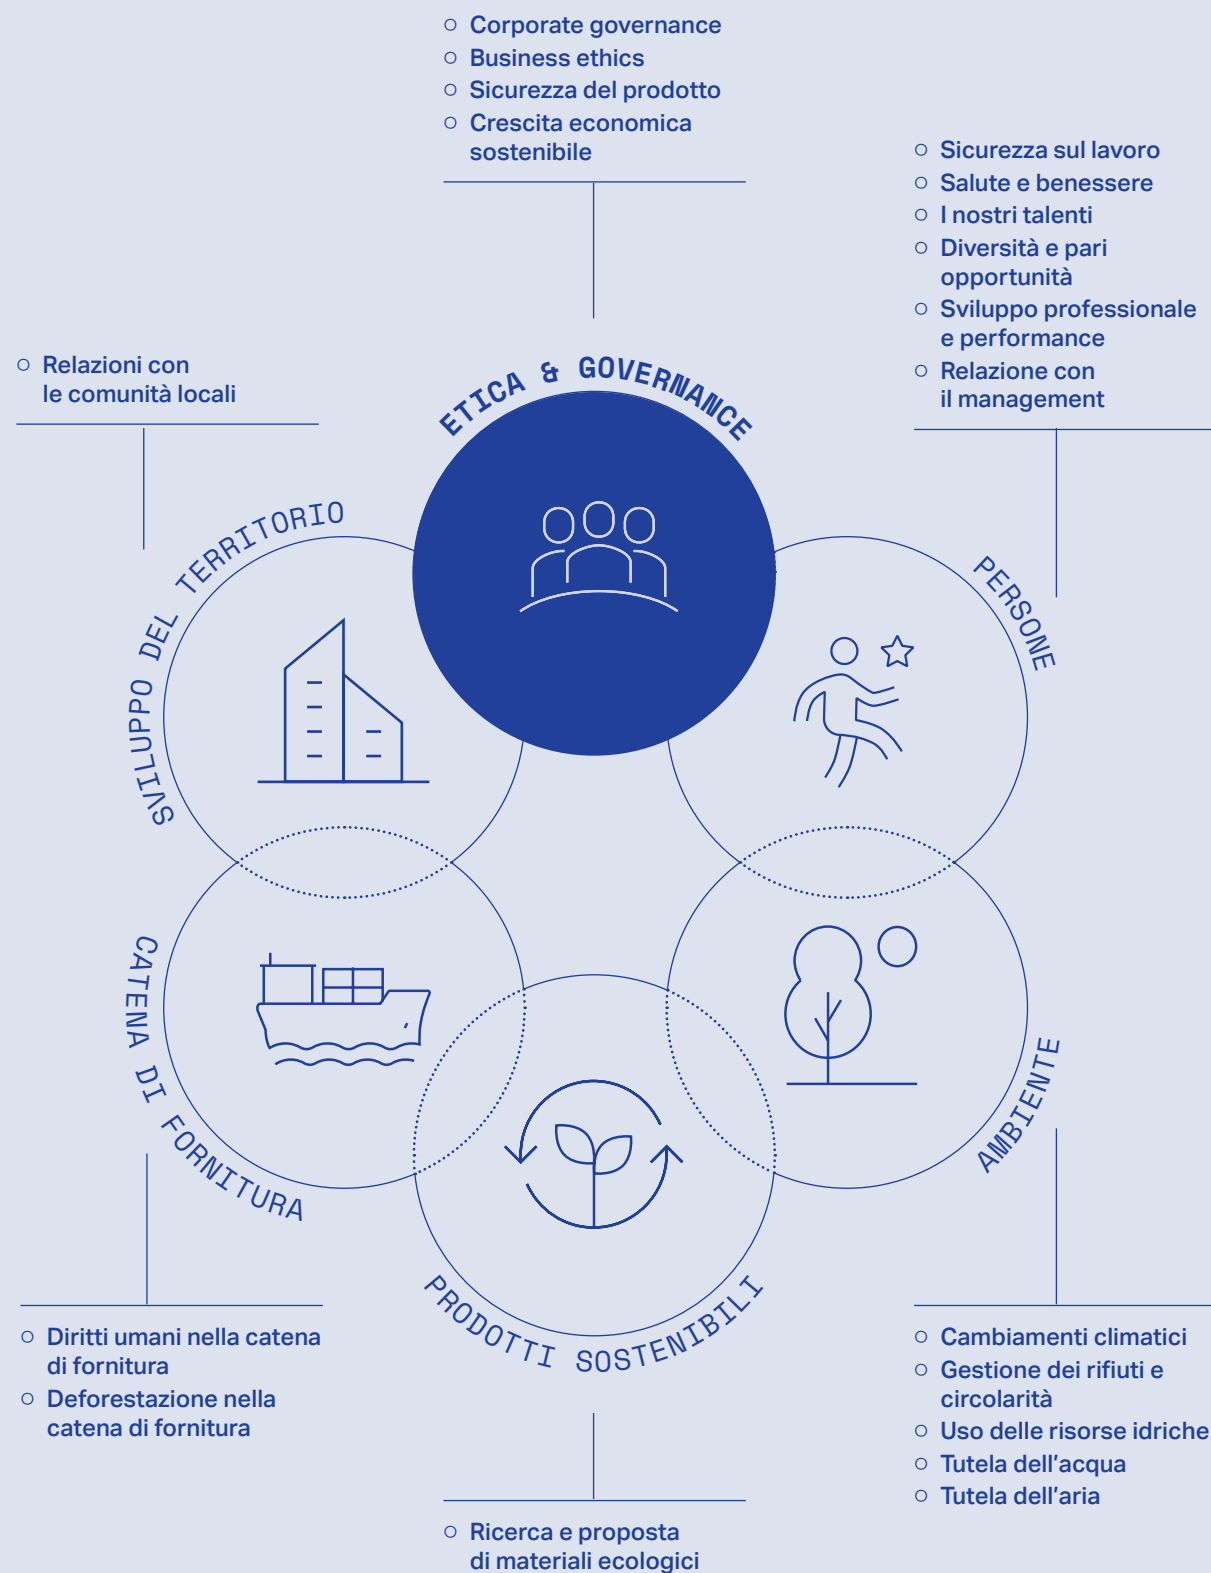 Corporate governance
Business ethics
Sicurezza del prodotto
Crescita economica
sostenibile
Sicurezza sul lavoro
Salute e benessere
I nostri talenti
Diversità e pari
opportunità
Sviluppo professionale
e performance
Relazione con
il management
Relazioni con
le comunità locali
ETICA & GOVERNANCE
SVILUPPO DEL TERRITORIO
PERSONE
CATENA DI FORNITURA
AMBIENTE
PRODOTTI SOSTENIBILI
Diritti umani nella catena
di fornitura
Deforestazione nella
catena di fornitura
Cambiamenti climatici
Gestione dei rifiuti e
circolarità
Uso delle risorse idriche
Tutela dell'acqua
Tutela dell'aria
Ricerca e proposta
di materiali ecologici